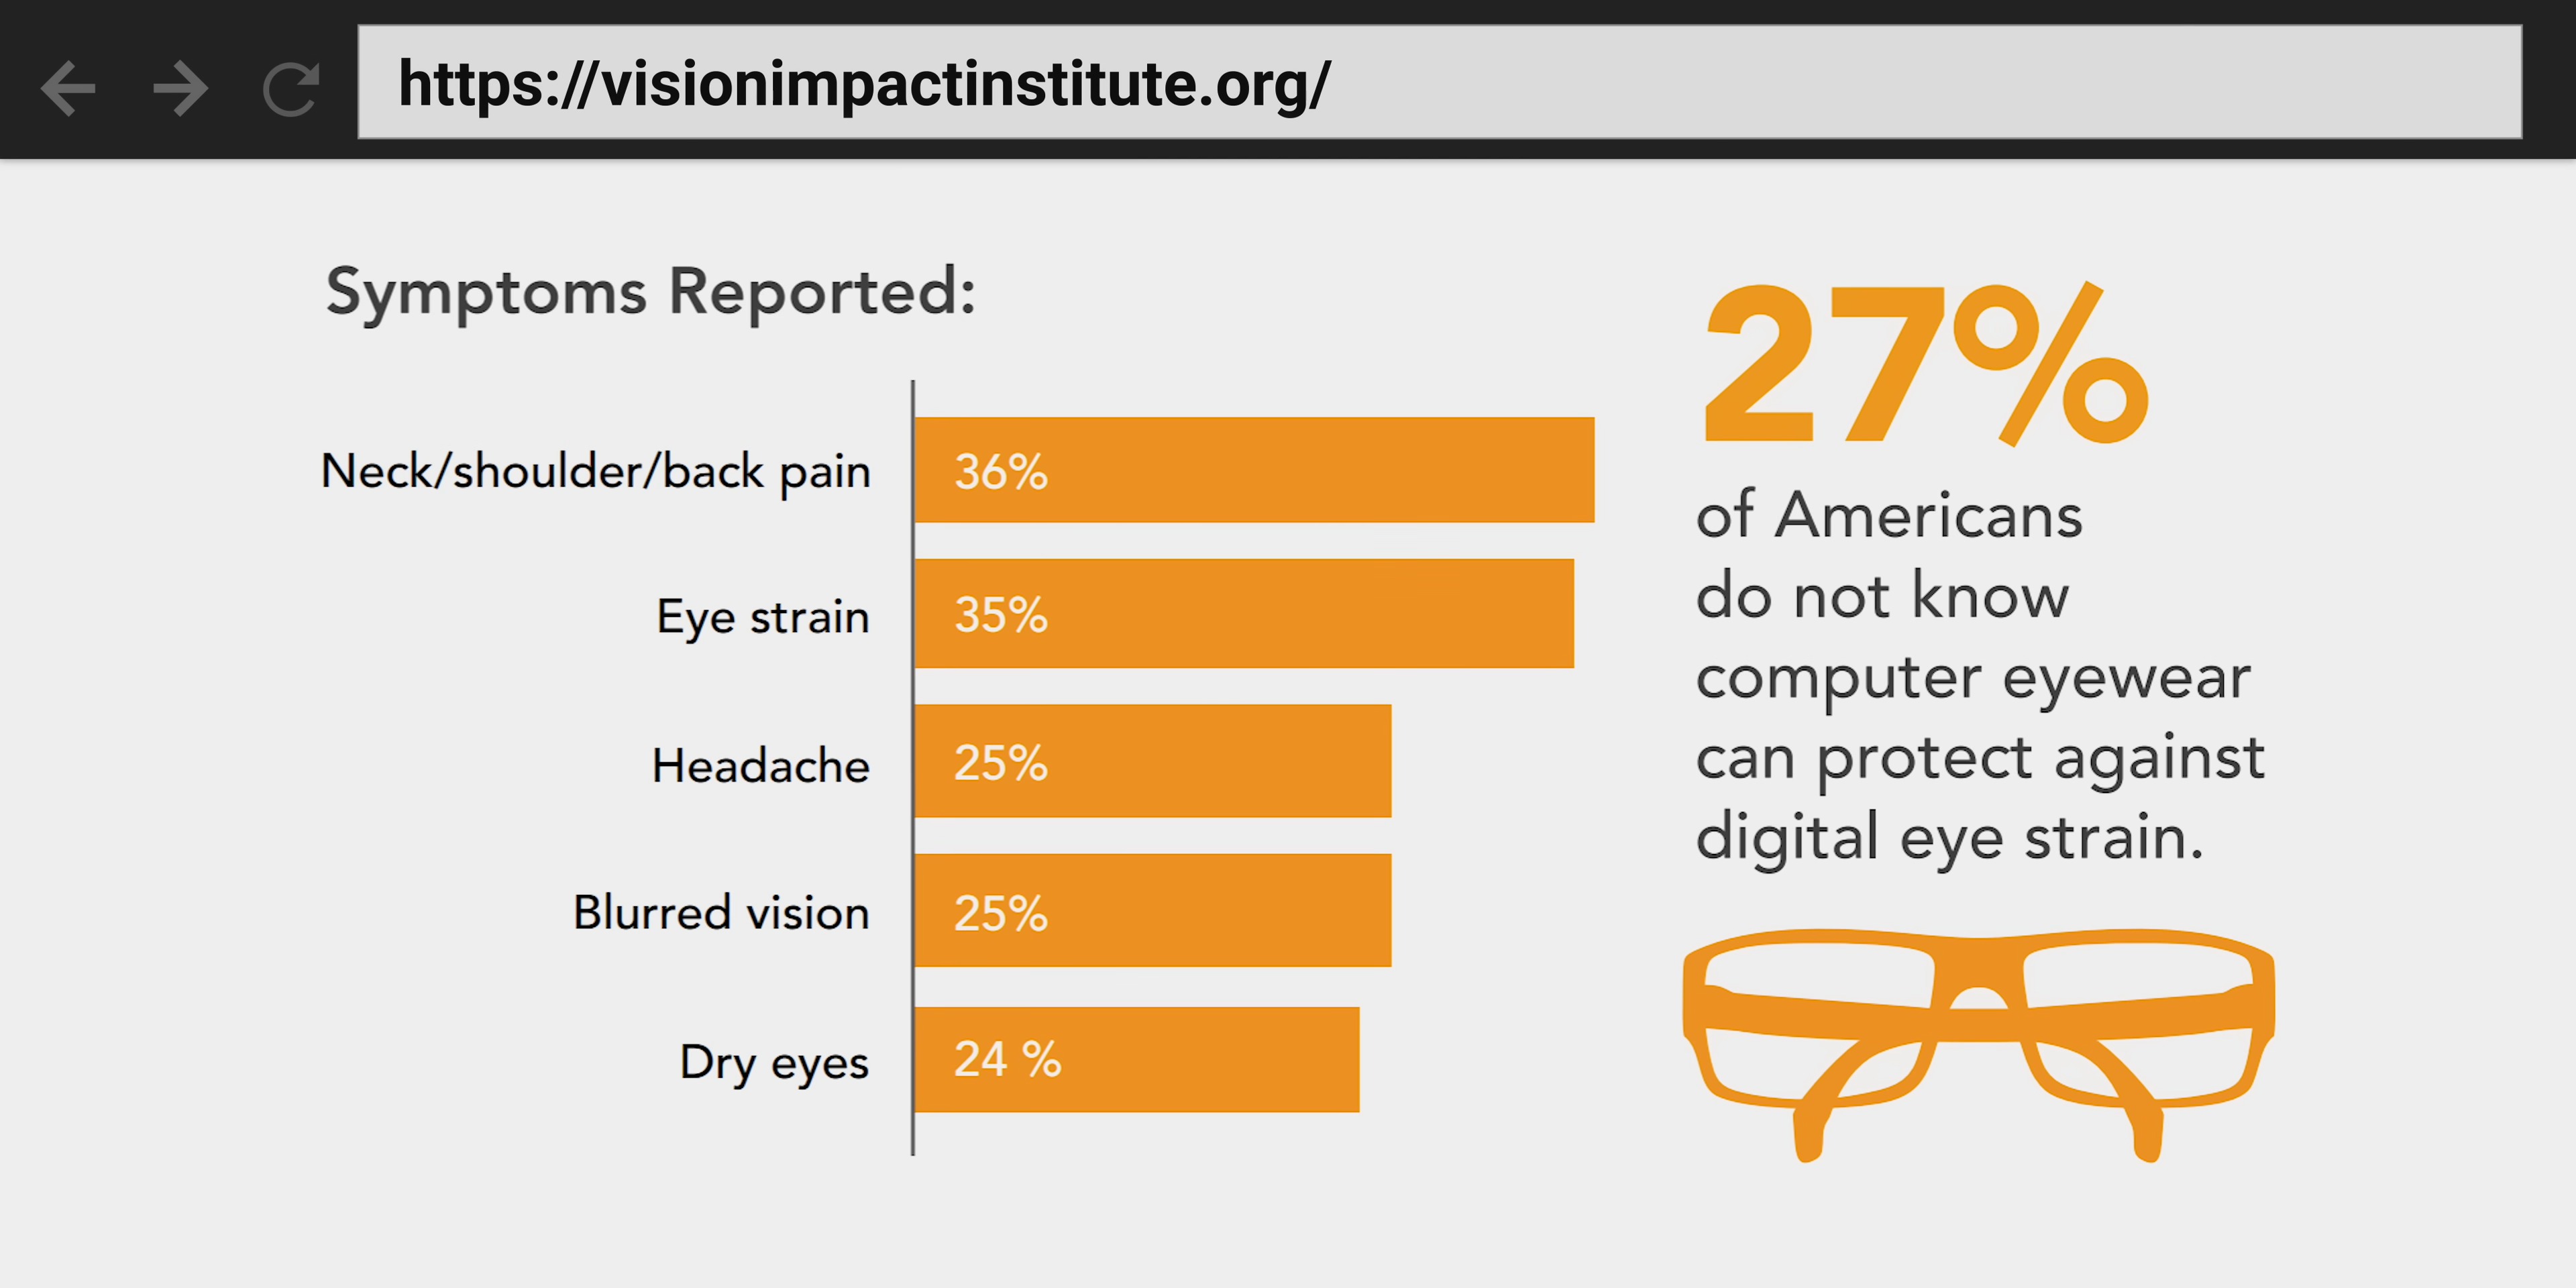 https://visionimpactinstitute.org/
Symptoms Reported:
Neck/shoulder/back pain 36%
Eye strain 35%
Headache 25%
Blurred vision 25%
Dry eyes 24 %
27%
of Americans
do not know
computer eyewear
can protect against
digital eye strain.